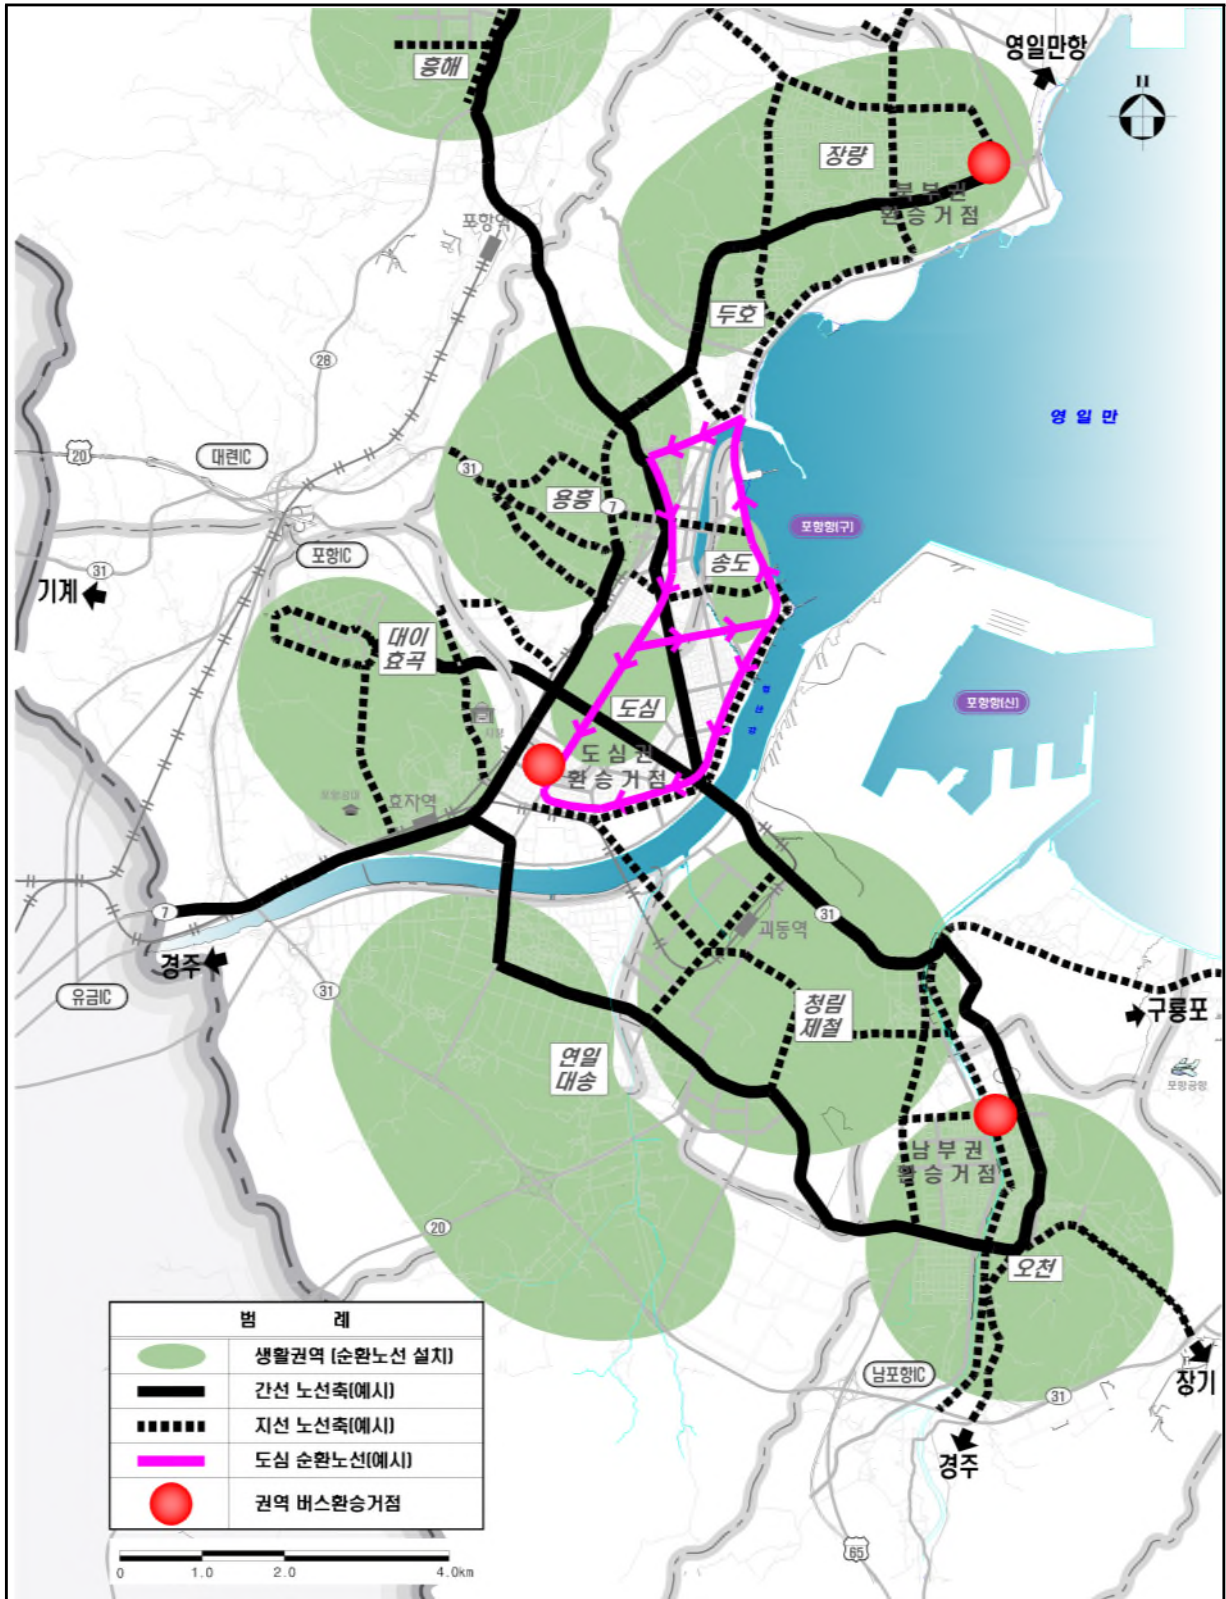 영일만항
흥해
장량
북부권
환승거점
포항역
두호
28
영일만
20
대련IC
31
용흥
7
포항항(구)
포항IC
송도
31
기계
대이
효곡
포항항(신)
도심
도심권
환승거점
포항공대
효자역
7
31
괴동역
경주
유금IC
31
청림
제철
구룡포
연일
대송
포항공항
남부권
환승거점
20
오천
범 례
생활권역 (순환노선 설치)
간선 노선축(예시)
지선 노선축(예시)
도심 순환노선(예시)
권역 버스환승거점
남포항IC
31
장기
경주
65
0 1.0 2.0 4.0km